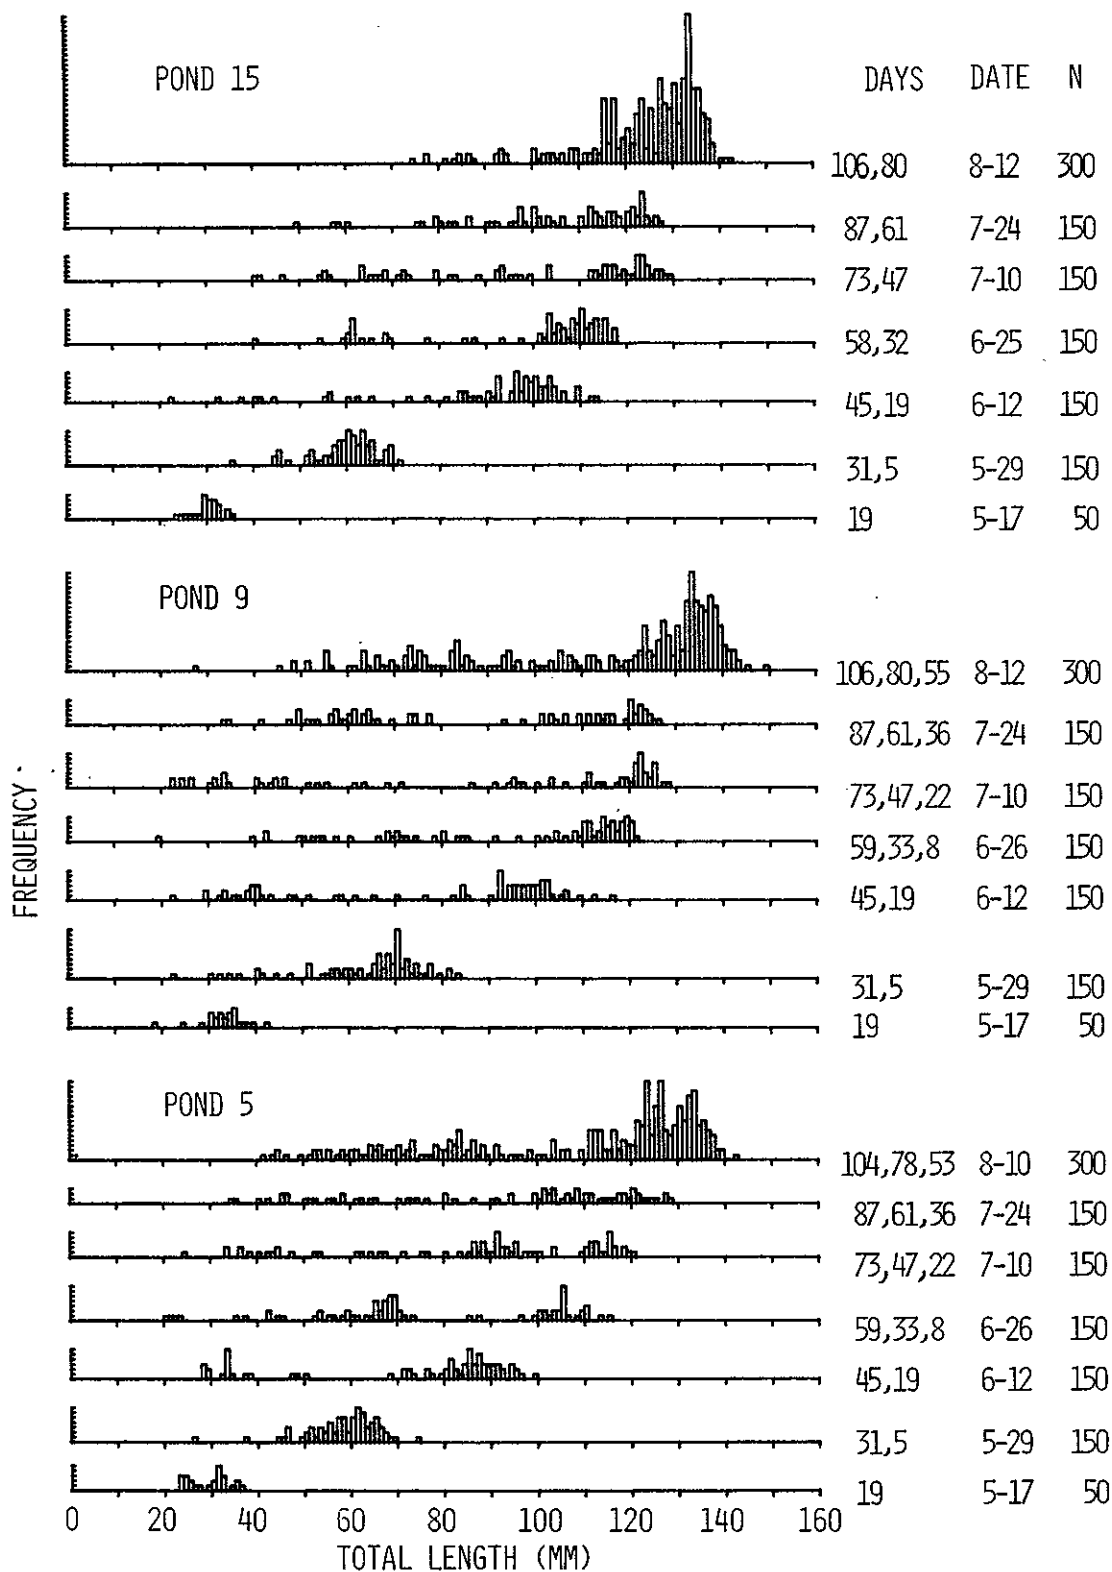 POND 15 DAYS DATE N
106,80 8-12 300
87,61 7-24 150
73,47 7-10 150
58,32 6-25 150
45,19 6-12 150
31,5 5-29 150
19 5-17 50
POND 9
106,80,55 8-12 300
87,61,36 7-24 150
73,47,22 7-10 150
59,33,8 6-26 150
45,19 6-12 150
31,5 5-29 150
19 5-17 50
FREQUENCY
POND 5
104,78,53 8-10 300
87,61,36 7-24 150
73,47,22 7-10 150
59,33,8 6-26 150
45,19 6-12 150
31,5 5-29 150
19 5-17 50
0 20 40 60 80 100 120 140 160
TOTAL LENGTH (MM)